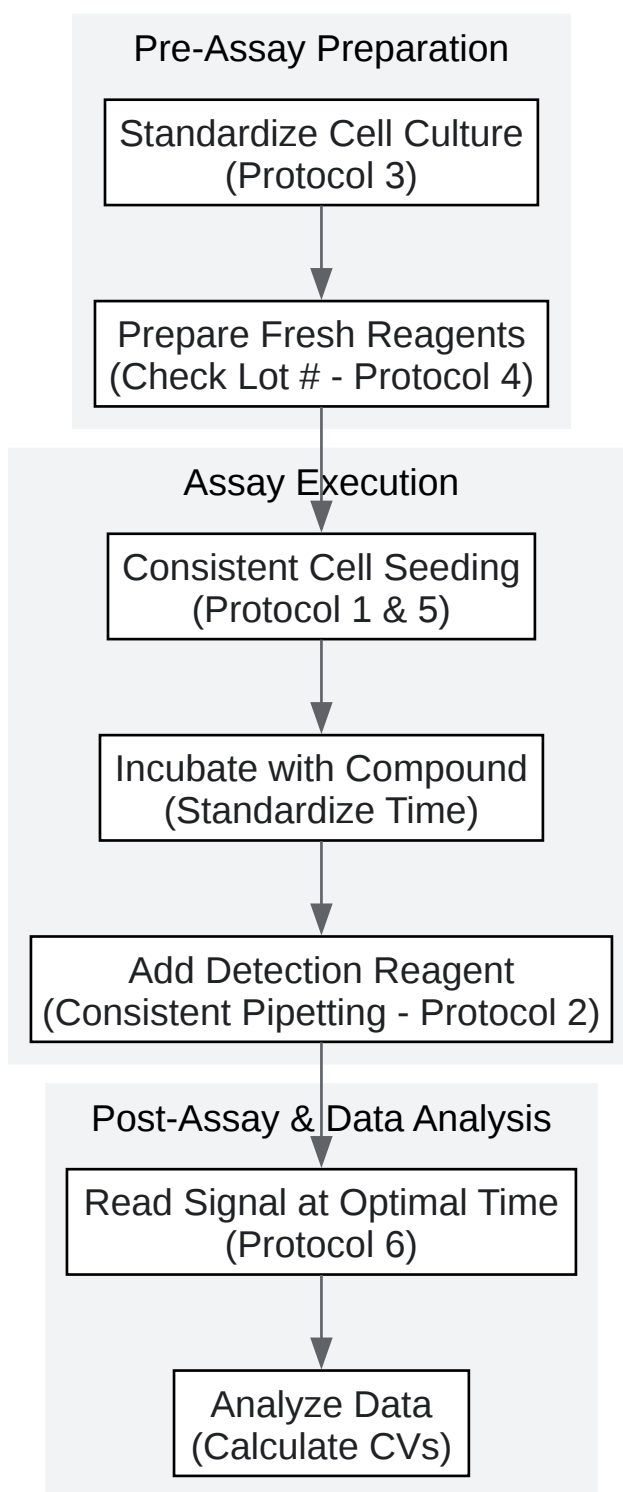 Pre-Assay Preparation
Standardize Cell Culture
(Protocol 3)
Prepare Fresh Reagents
(Check Lot # - Protocol 4)
Assay Execution
Consistent Cell Seeding
(Protocol 1 & 5)
Incubate with Compound
(Standardize Time)
Add Detection Reagent
(Consistent Pipetting - Protocol 2)
Post-Assay & Data Analysis
Read Signal at Optimal Time
(Protocol 6)
Analyze Data
(Calculate CVs)